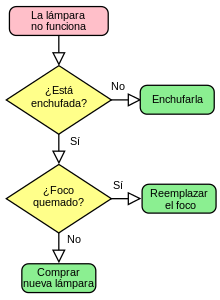 La lámpara
no funciona
¿Está
enchufada?
No
Enchufarla
Sí
¿Foco
quemado?
Sí
Reemplazar
el foco
No
Comprar
nueva lámpara